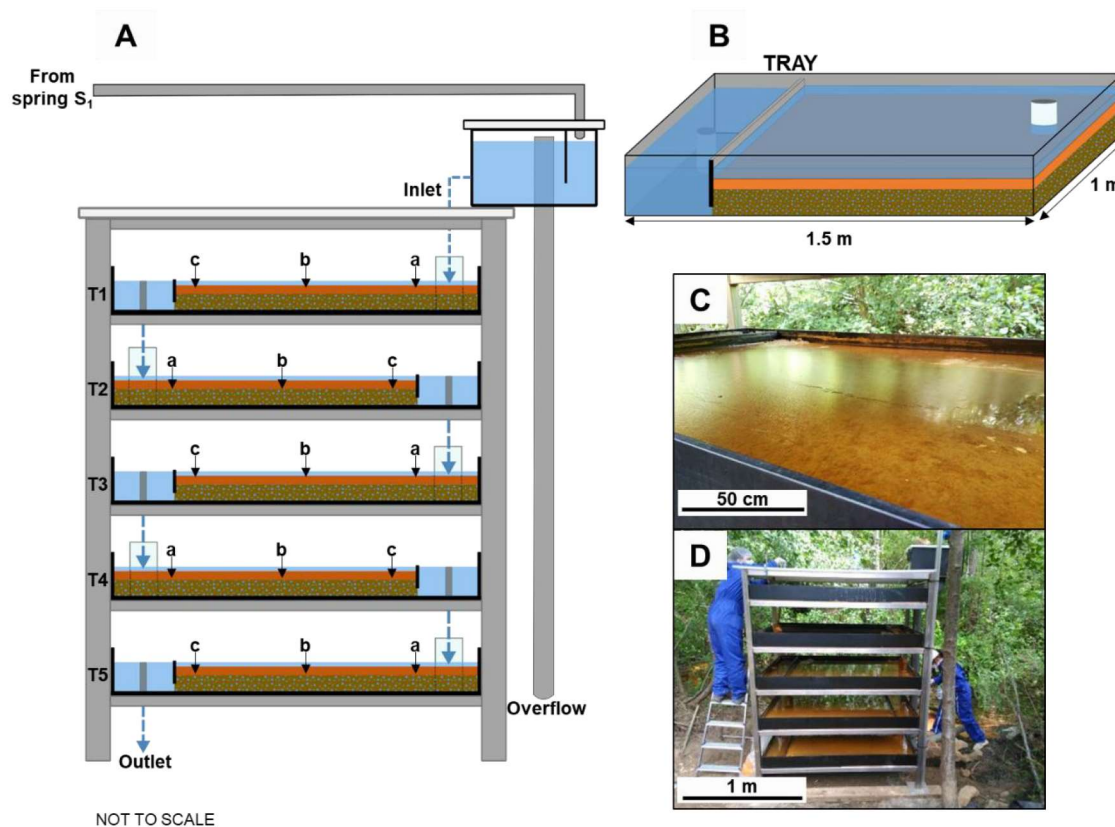 A
From
spring S₁
Inlet
c b a
T1
a b c
T2
c b a
T3
a b c
T4
c b a
T5
Overflow
Outlet
NOT TO SCALE
B
TRAY
1 m
1.5 m
C
50 cm
D
1 m